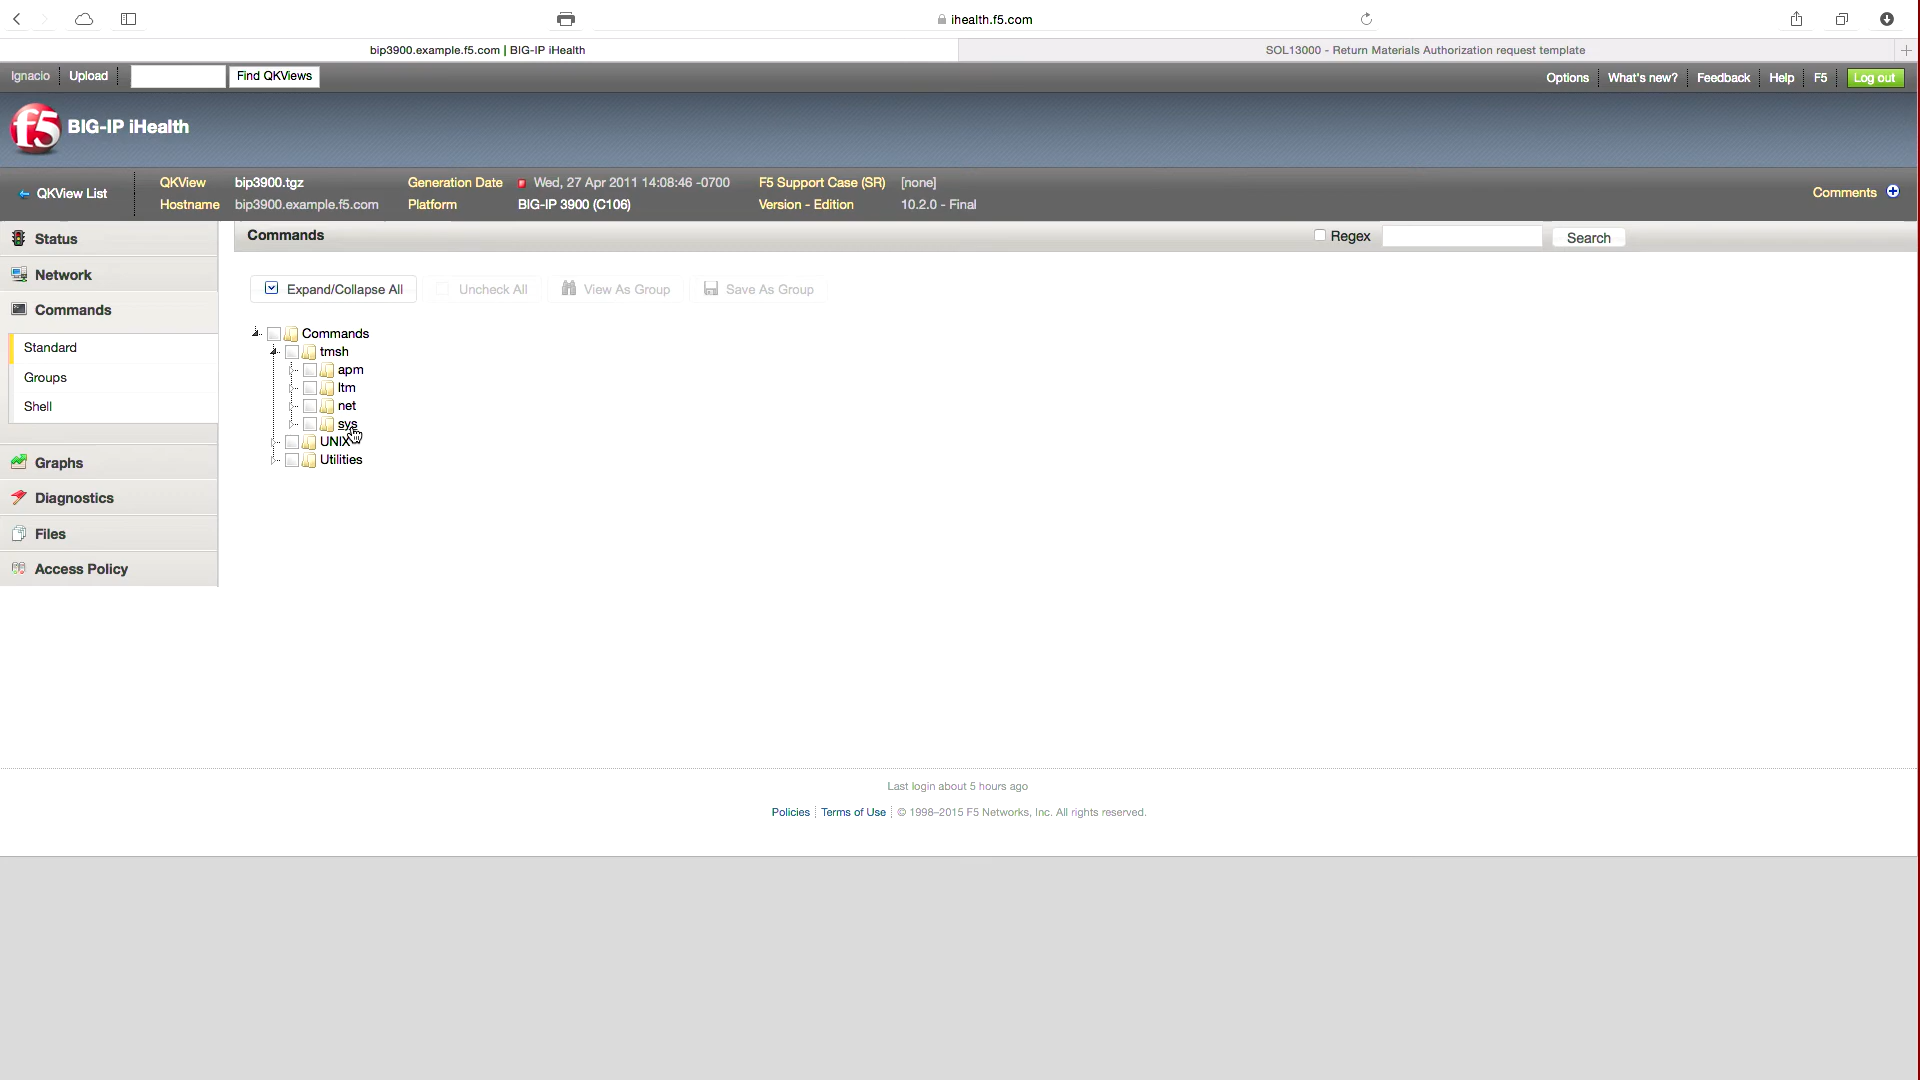 ihealth.f5.com
bip3900.example.f5.com | BIG-IP iHealth
SOL13000 - Return Materials Authorization request template
Ignacio Upload Find QKViews Options What's new? Feedback Help F5 Log out
f5 BIG-IP iHealth
QKView List
QKView bip3900.tgz Generation Date Wed, 27 Apr 2011 14:08:46 -0700 F5 Support Case (SR) [none]
Hostname bip3900.example.f5.com Platform BIG-IP 3900 (C106) Version - Edition 10.2.0 - Final
Comments
Status
Network
Commands
Standard
Groups
Shell
Graphs
Diagnostics
Files
Access Policy
Commands Regex Search
Expand/Collapse All Uncheck All View As Group Save As Group
Commands
tmsh
apm
ltm
net
sys
UNIX
Utilities
Last login about 5 hours ago
Policies Terms of Use © 1998–2015 F5 Networks, Inc. All rights reserved.